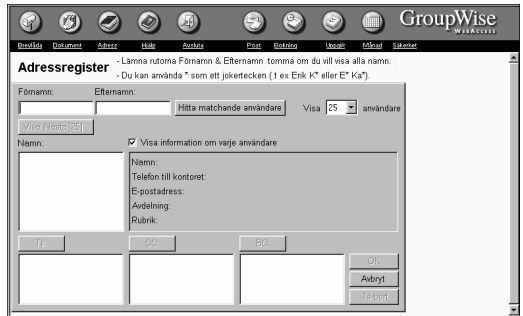 GroupWise
WEBACCESS
Brevlåda Dokument Adress Hjälp Avsluta Post Bokning Uppgift Månad Säkerhet
Adressregister
- Lämna rutorna Förnamn & Efternamn tomma om du vill visa alla namn.
- Du kan använda * som ett jokertecken ( t ex Erik K* eller E* Ka*).
Förnamn: Efternamn:
Hitta matchande användare Visa 25 användare
Visa Nästa [25]
Namn: Visa information om varje användare
Namn:
Telefon till kontoret:
E-postadress:
Avdelning:
Rubrik:
Til: CC: BC:
OK
Avbryt
Ta bort